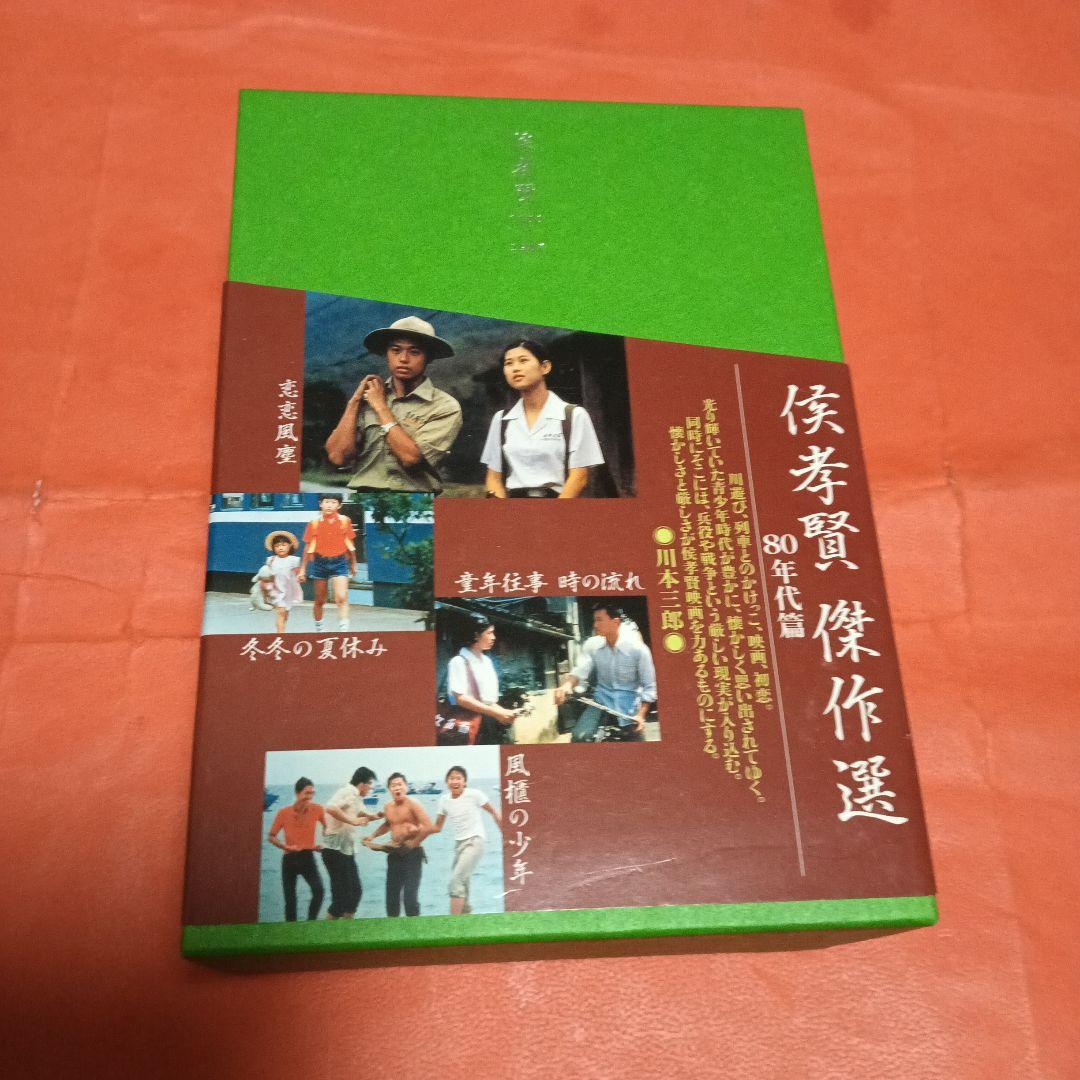 侯孝賢
侯孝賢 傑作選
80年代篇
川遊び、列車とのかけっこ、映画、初恋。
光り輝いていた青少年時代が豊かに、懐かしく思い出されてゆく。
同時にそこには、兵役や戦争という厳しい現実が入り込む。
懐かしさと厳しさが侯孝賢映画を力あるものにする。
●川本三郎●
恋恋風塵
童年往事 時の流れ
冬冬の夏休み
風櫃の少年